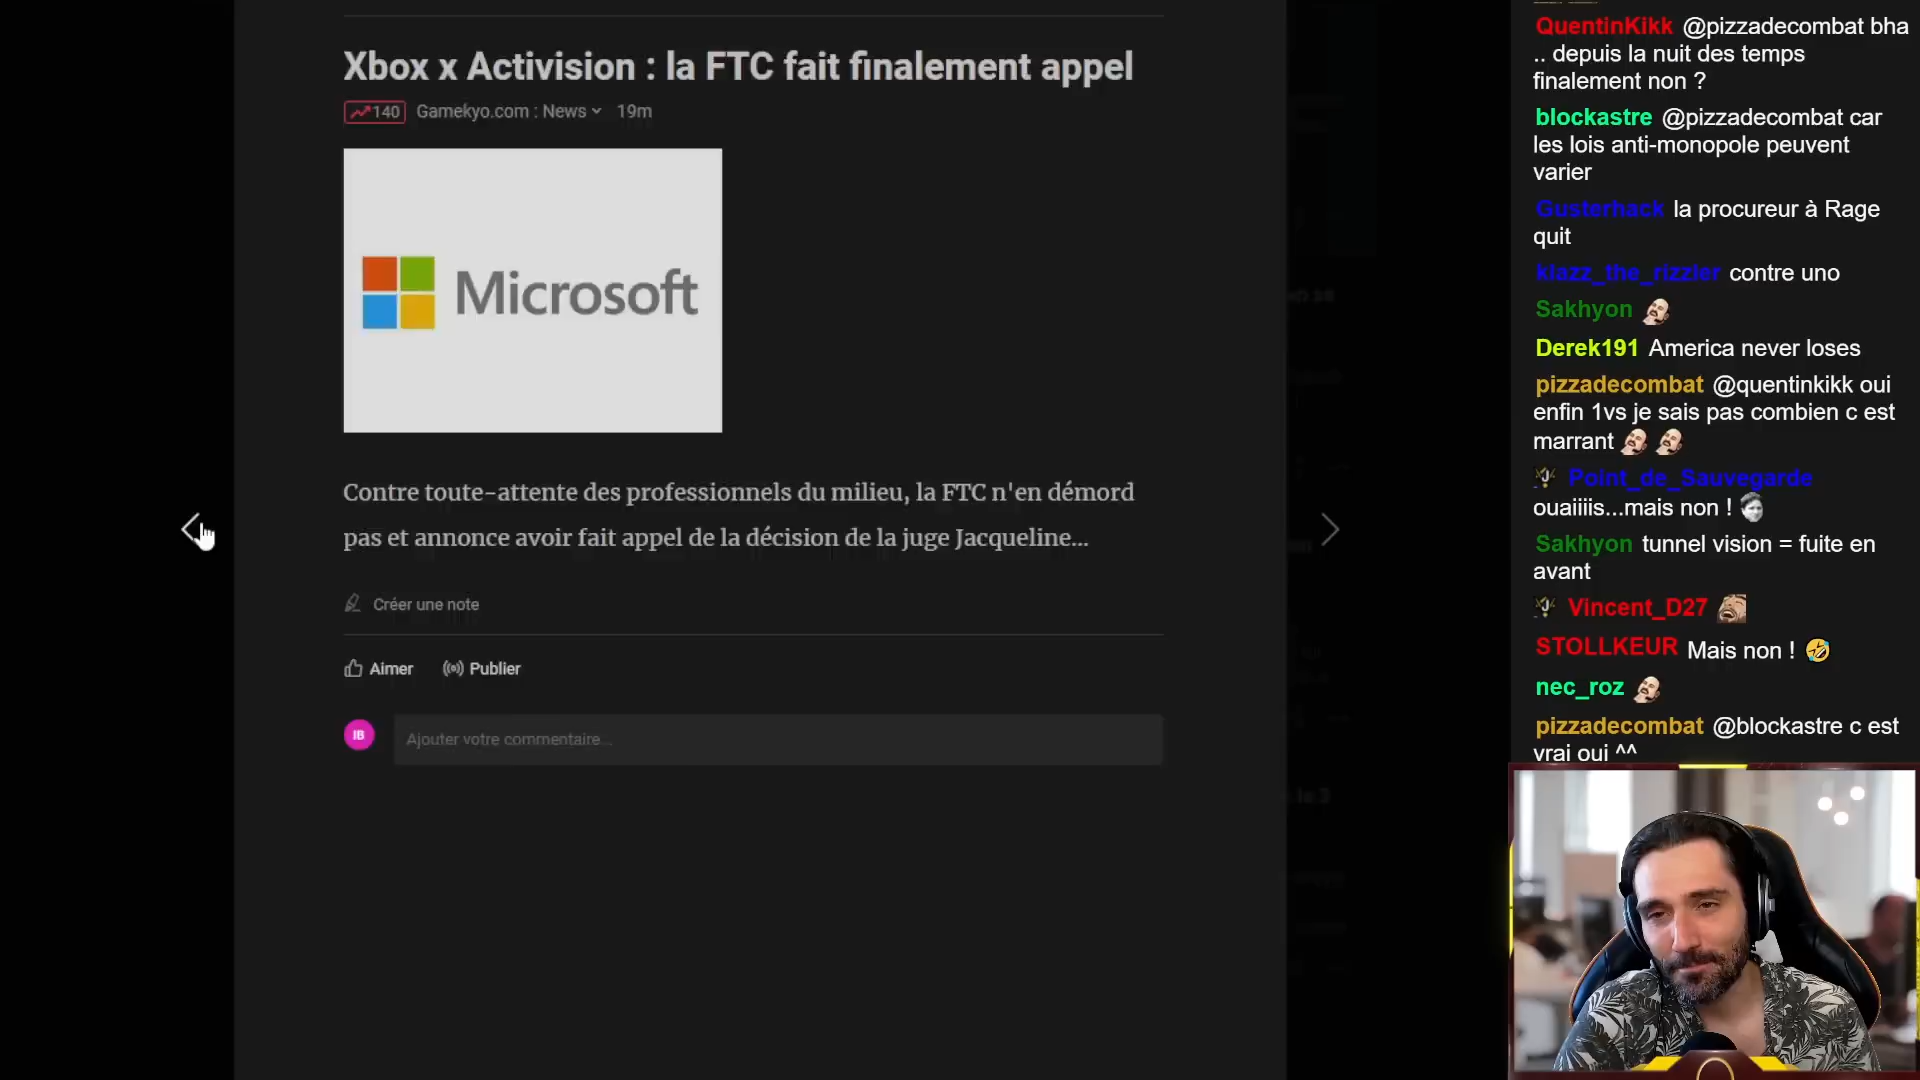 Xbox x Activision : la FTC fait finalement appel
140 Gamekyo.com : News 19m
Microsoft
Contre toute-attente des professionnels du milieu, la FTC n'en démord
pas et annonce avoir fait appel de la décision de la juge Jacqueline...
Créer une note
Aimer Publier
IB Ajouter votre commentaire...
QuentinKikk @pizzadecombat bha
.. depuis la nuit des temps
finalement non ?
blockastre @pizzadecombat car
les lois anti-monopole peuvent
varier
Gusterhack la procureur à Rage
quit
klazz_the_rizzler contre uno
Sakhyon
Derek191 America never loses
pizzadecombat @quentinkikk oui
enfin 1vs je sais pas combien c est
marrant
Point_de_Sauvegarde
ouaiiiis...mais non !
Sakhyon tunnel vision = fuite en
avant
Vincent_D27
STOLLKEUR Mais non ! 🤣
nec_roz
pizzadecombat @blockastre c est
vrai oui ^^